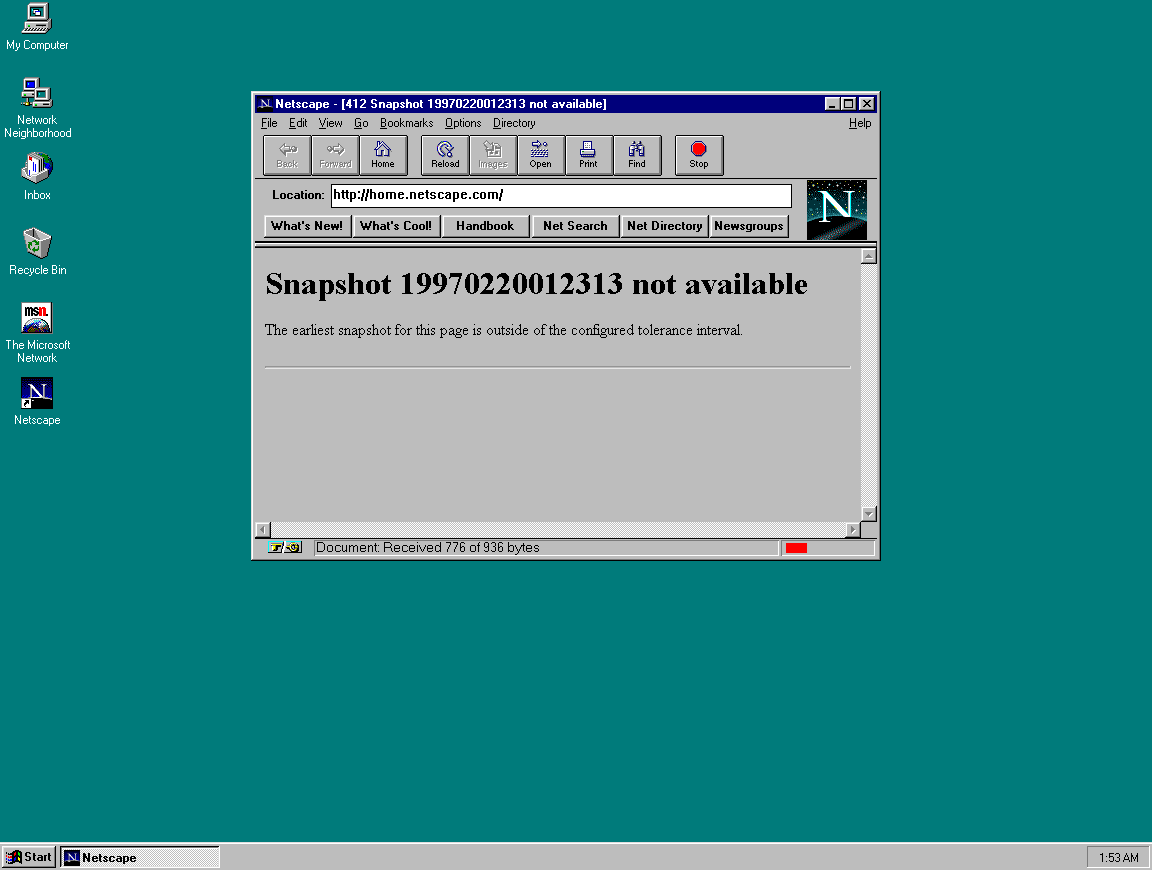 My Computer
Network
Neighborhood
Inbox
Recycle Bin
msn.
The Microsoft
Network
N
Netscape
N Netscape - [412 Snapshot 19970220012313 not available]
File Edit View Go Bookmarks Options Directory Help
Back Forward Home Reload Images Open Print Find Stop
Location: http://home.netscape.com/
N
What's New! What's Cool! Handbook Net Search Net Directory Newsgroups
Snapshot 19970220012313 not available
The earliest snapshot for this page is outside of the configured tolerance interval.
Document: Received 776 of 936 bytes
Start N Netscape 1:53 AM